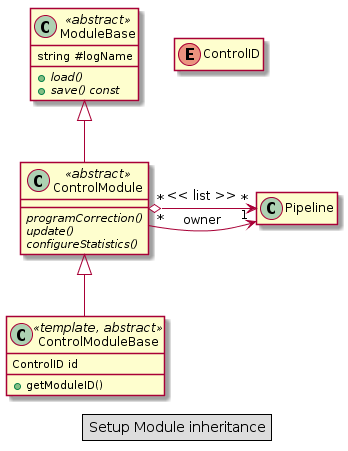 C «abstract»
ModuleBase
string #logName
load()
save() const
E ControlID
C «abstract»
ControlModule
programCorrection()
update()
configureStatistics()
* << list >> *
* owner 1
C Pipeline
C «template, abstract»
ControlModuleBase
ControlID id
getModuleID()
Setup Module inheritance